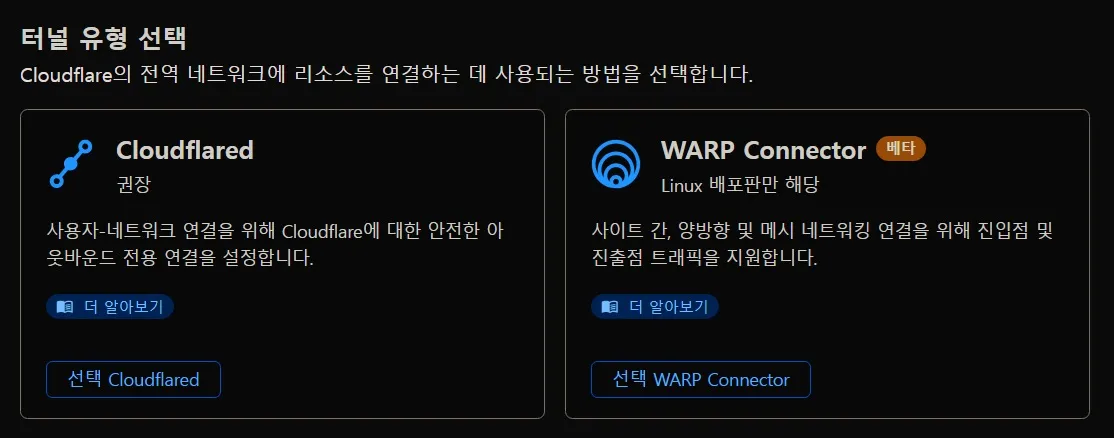 터널 유형 선택
Cloudflare의 전역 네트워크에 리소스를 연결하는 데 사용되는 방법을 선택합니다.
Cloudflared
권장
사용자-네트워크 연결을 위해 Cloudflare에 대한 안전한 아
웃바운드 전용 연결을 설정합니다.
더 알아보기
선택 Cloudflared
WARP Connector 베타
Linux 배포판만 해당
사이트 간, 양방향 및 메시 네트워킹 연결을 위해 진입점 및
진출점 트래픽을 지원합니다.
더 알아보기
선택 WARP Connector